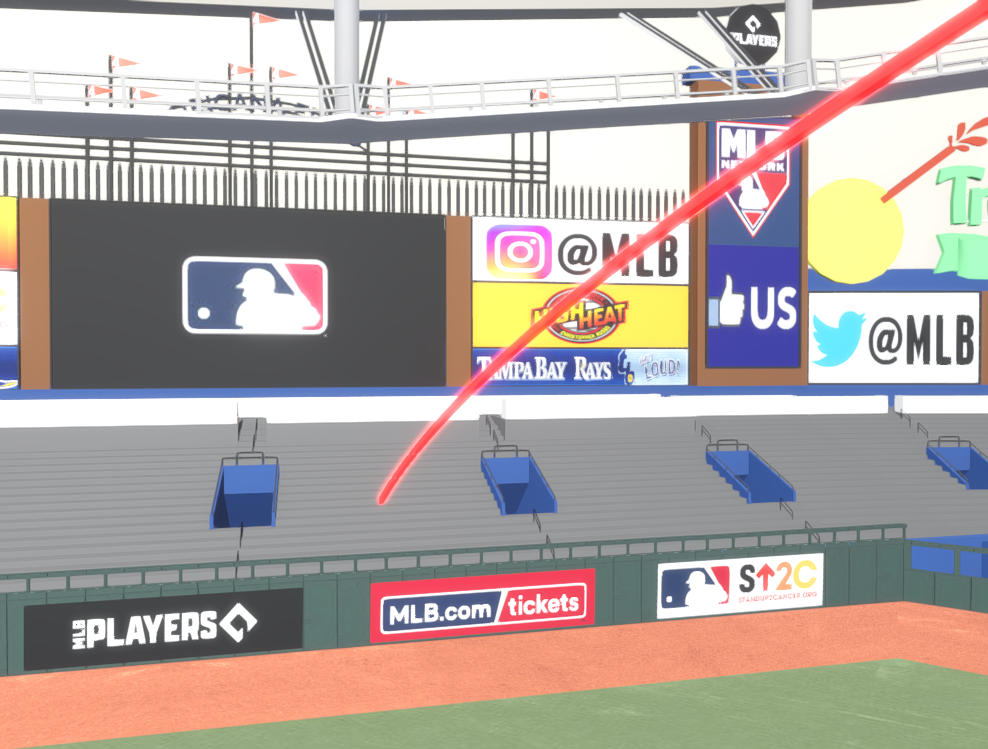 PLAYERS
MLB
NETWORK
@MLB
HIGH HEAT
TAMPA BAY RAYS
LOUD!
US
@MLB
MLB PLAYERS
MLB.com/tickets
S↑2C
STANDUP2CANCER.ORG